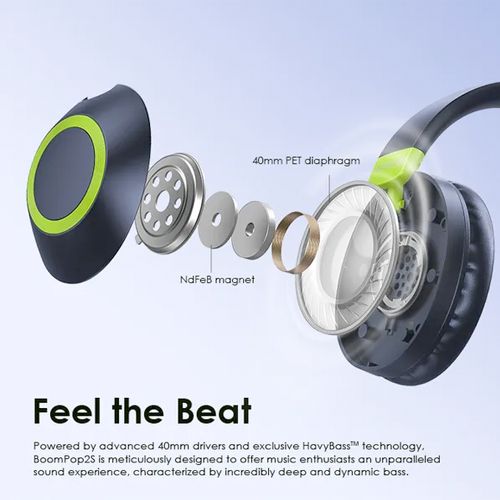 40mm PET diaphragm
NdFeB magnet
Feel the Beat
Powered by advanced 40mm drivers and exclusive HavyBass™ technology,
BoomPop2S is meticulously designed to offer music enthusiasts an unparalleled
sound experience, characterized by incredibly deep and dynamic bass.